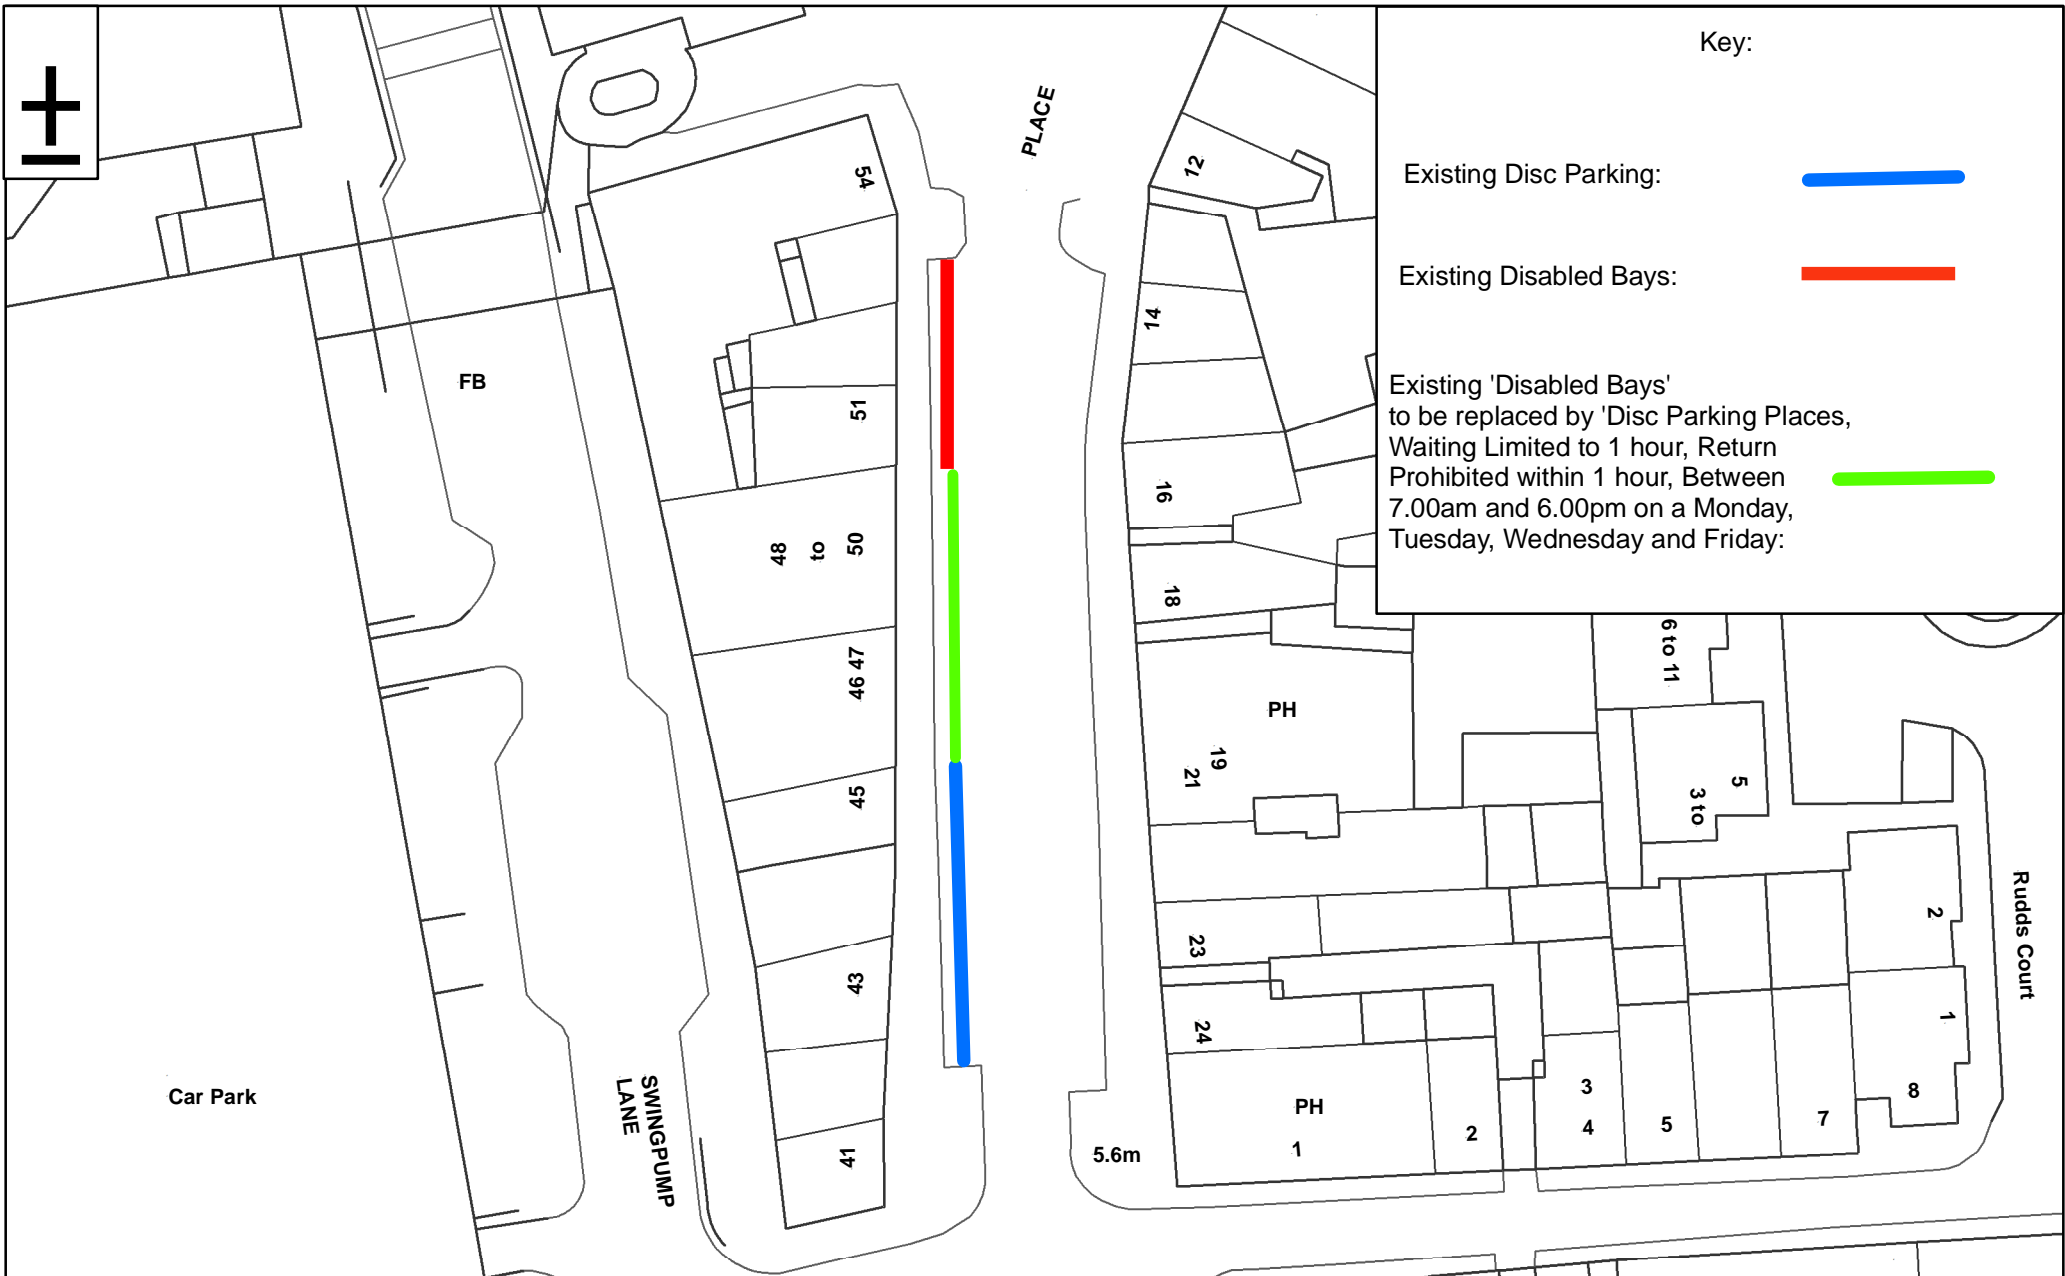 Key:
Existing Disc Parking:
Existing Disabled Bays:
Existing 'Disabled Bays'
to be replaced by 'Disc Parking Places,
Waiting Limited to 1 hour, Return
Prohibited within 1 hour, Between
7.00am and 6.00pm on a Monday,
Tuesday, Wednesday and Friday:
PLACE
54
12
14
FB
51
16
48
to
50
18
46 47
6 to 11
PH
19
21
45
5
3 to
2
Rudds Court
23
43
24
1
Car Park
SWINGPUMP
LANE
41
5.6m
PH
1
2
3
4
5
7
8